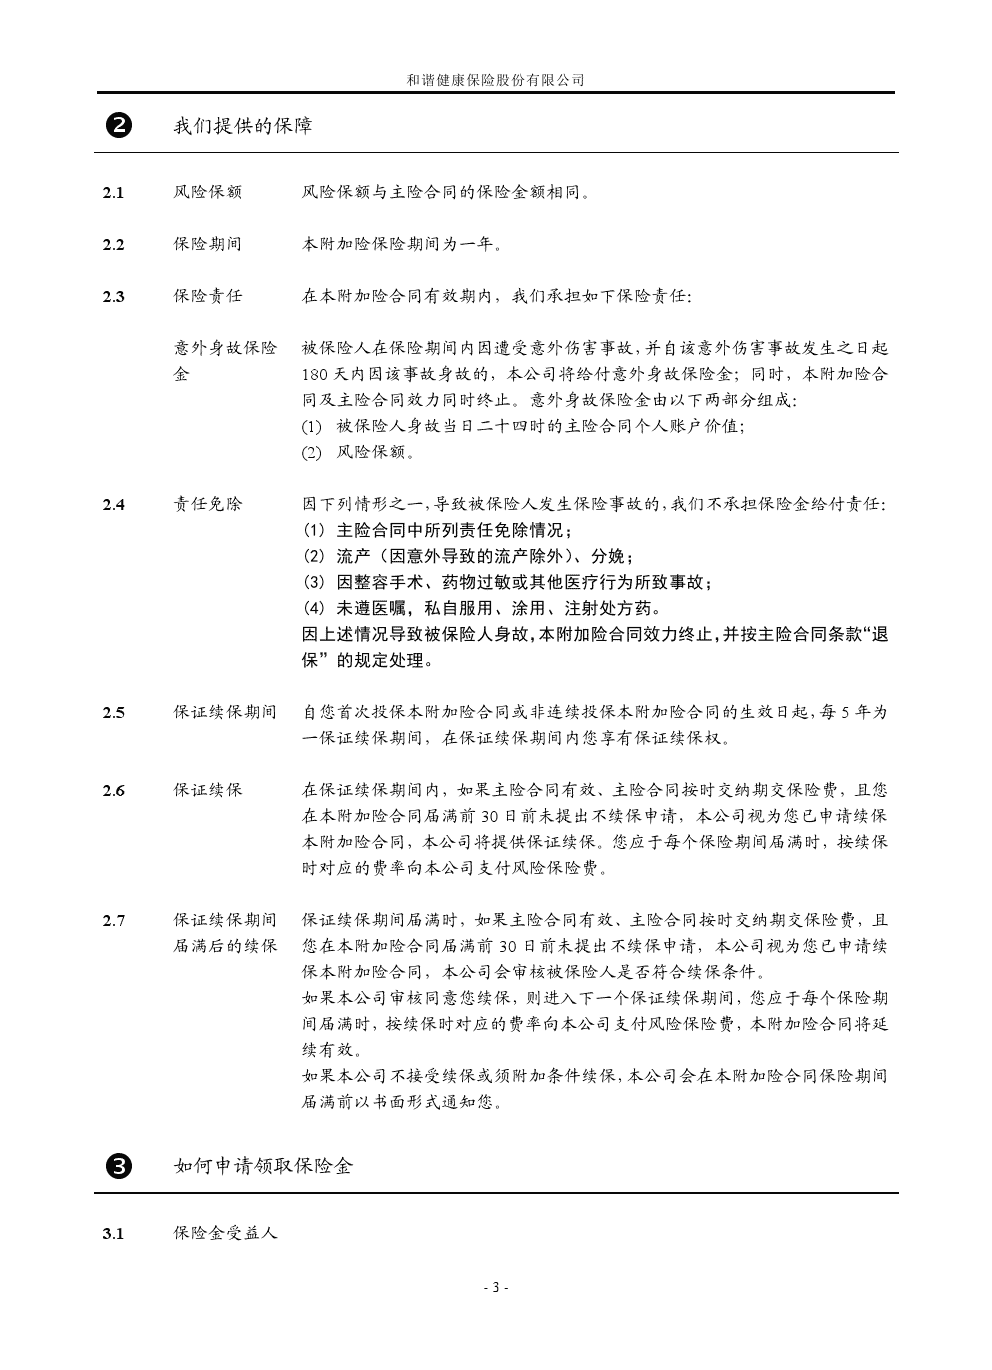 和谐健康保险股份有限公司
❷ 我们提供的保障
2.1 风险保额 风险保额与主险合同的保险金额相同。
2.2 保险期间 本附加险保险期间为一年。
2.3 保险责任 在本附加险合同有效期内，我们承担如下保险责任：
意外身故保险 被保险人在保险期间内因遭受意外伤害事故，并自该意外伤害事故发生之日起
金 180 天内因该事故身故的，本公司将给付意外身故保险金；同时，本附加险合
同及主险合同效力同时终止。意外身故保险金由以下两部分组成：
(1) 被保险人身故当日二十四时的主险合同个人账户价值；
(2) 风险保额。
2.4 责任免除 因下列情形之一，导致被保险人发生保险事故的，我们不承担保险金给付责任：
(1) 主险合同中所列责任免除情况；
(2) 流产（因意外导致的流产除外）、分娩；
(3) 因整容手术、药物过敏或其他医疗行为所致事故；
(4) 未遵医嘱，私自服用、涂用、注射处方药。
因上述情况导致被保险人身故，本附加险合同效力终止，并按主险合同条款“退
保”的规定处理。
2.5 保证续保期间 自您首次投保本附加险合同或非连续投保本附加险合同的生效日起，每 5 年为
一保证续保期间，在保证续保期间内您享有保证续保权。
2.6 保证续保 在保证续保期间内，如果主险合同有效、主险合同按时交纳期交保险费，且您
在本附加险合同届满前 30 日前未提出不续保申请，本公司视为您已申请续保
本附加险合同，本公司将提供保证续保。您应于每个保险期间届满时，按续保
时对应的费率向本公司支付风险保险费。
2.7 保证续保期间 保证续保期间届满时，如果主险合同有效、主险合同按时交纳期交保险费，且
届满后的续保 您在本附加险合同届满前 30 日前未提出不续保申请，本公司视为您已申请续
保本附加险合同，本公司会审核被保险人是否符合续保条件。
如果本公司审核同意您续保，则进入下一个保证续保期间，您应于每个保险期
间届满时，按续保时对应的费率向本公司支付风险保险费，本附加险合同将延
续有效。
如果本公司不接受续保或须附加条件续保，本公司会在本附加险合同保险期间
届满前以书面形式通知您。
❸ 如何申请领取保险金
3.1 保险金受益人
- 3 -